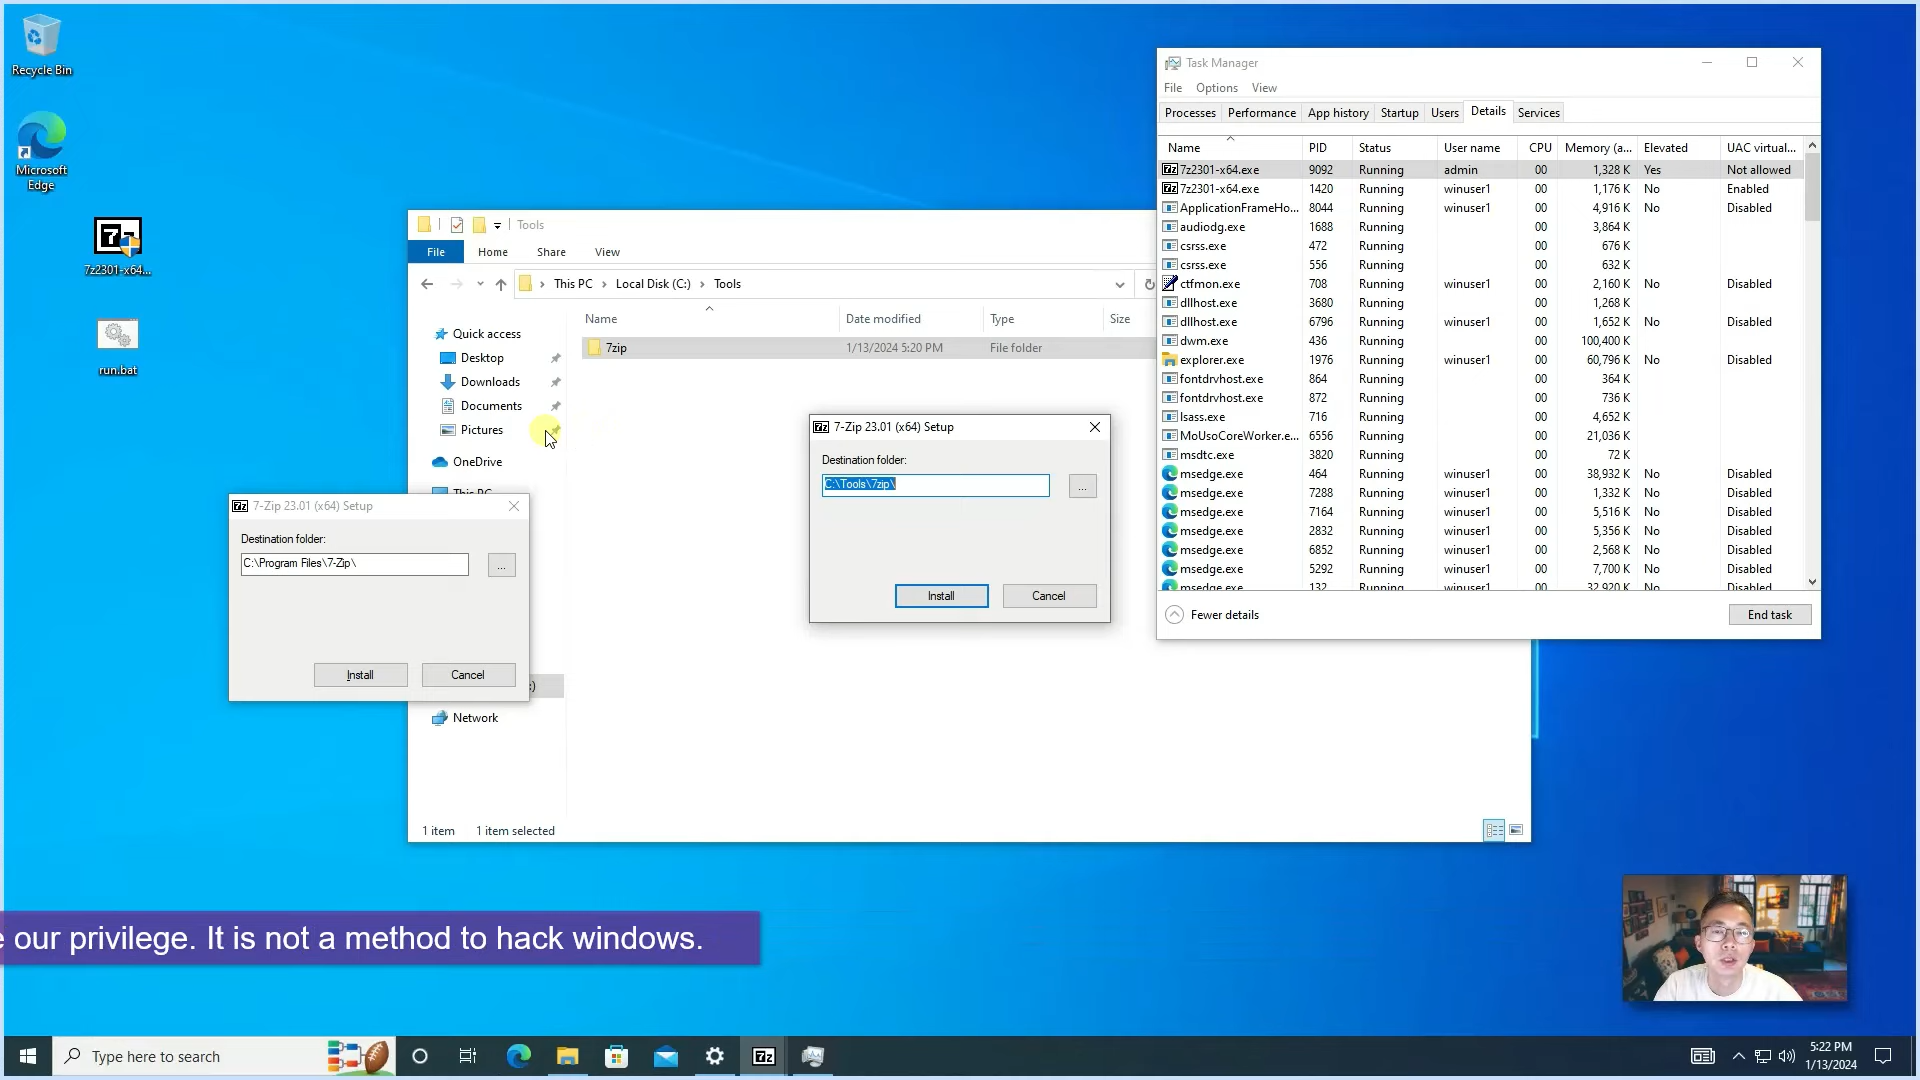 Recycle Bin
Microsoft
Edge
7z2301-x64...
run.bat
Tools
File Home Share View
This PC Local Disk (C:) Tools
Name Date modified Type Size
7zip 1/13/2024 5:20 PM File folder
Quick access
Desktop
Downloads
Documents
Pictures
OneDrive
This PC
Network
1 item 1 item selected
7-Zip 23.01 (x64) Setup
Destination folder:
C:\Program Files\7-Zip\
...
Install Cancel
7-Zip 23.01 (x64) Setup
Destination folder:
C:\Tools\7zip\
...
Install Cancel
Task Manager
File Options View
Processes Performance App history Startup Users Details Services
Name PID Status User name CPU Memory (a... Elevated UAC virtual...
7z2301-x64.exe 9092 Running admin 00 1,328 K Yes Not allowed
7z2301-x64.exe 1420 Running winuser1 00 1,176 K No Enabled
ApplicationFrameHo... 8044 Running winuser1 00 4,916 K No Disabled
audiodg.exe 1688 Running 00 3,864 K
csrss.exe 472 Running 00 676 K
csrss.exe 556 Running 00 632 K
ctfmon.exe 708 Running winuser1 00 2,160 K No Disabled
dllhost.exe 3680 Running 00 1,268 K
dllhost.exe 6796 Running winuser1 00 1,652 K No Disabled
dwm.exe 436 Running 00 100,400 K
explorer.exe 1976 Running winuser1 00 60,796 K No Disabled
fontdrvhost.exe 864 Running 00 364 K
fontdrvhost.exe 872 Running 00 736 K
lsass.exe 716 Running 00 4,652 K
MoUsoCoreWorker.e... 6556 Running 00 21,036 K
msdtc.exe 3820 Running 00 72 K
msedge.exe 464 Running winuser1 00 38,932 K No Disabled
msedge.exe 7288 Running winuser1 00 1,332 K No Disabled
msedge.exe 7164 Running winuser1 00 5,516 K No Disabled
msedge.exe 2832 Running winuser1 00 5,356 K No Disabled
msedge.exe 6852 Running winuser1 00 2,568 K No Disabled
msedge.exe 5292 Running winuser1 00 7,700 K No Disabled
msedge.exe 132 Running winuser1 00 32,920 K No Disabled
Fewer details End task
e our privilege. It is not a method to hack windows.
Type here to search
5:22 PM
1/13/2024